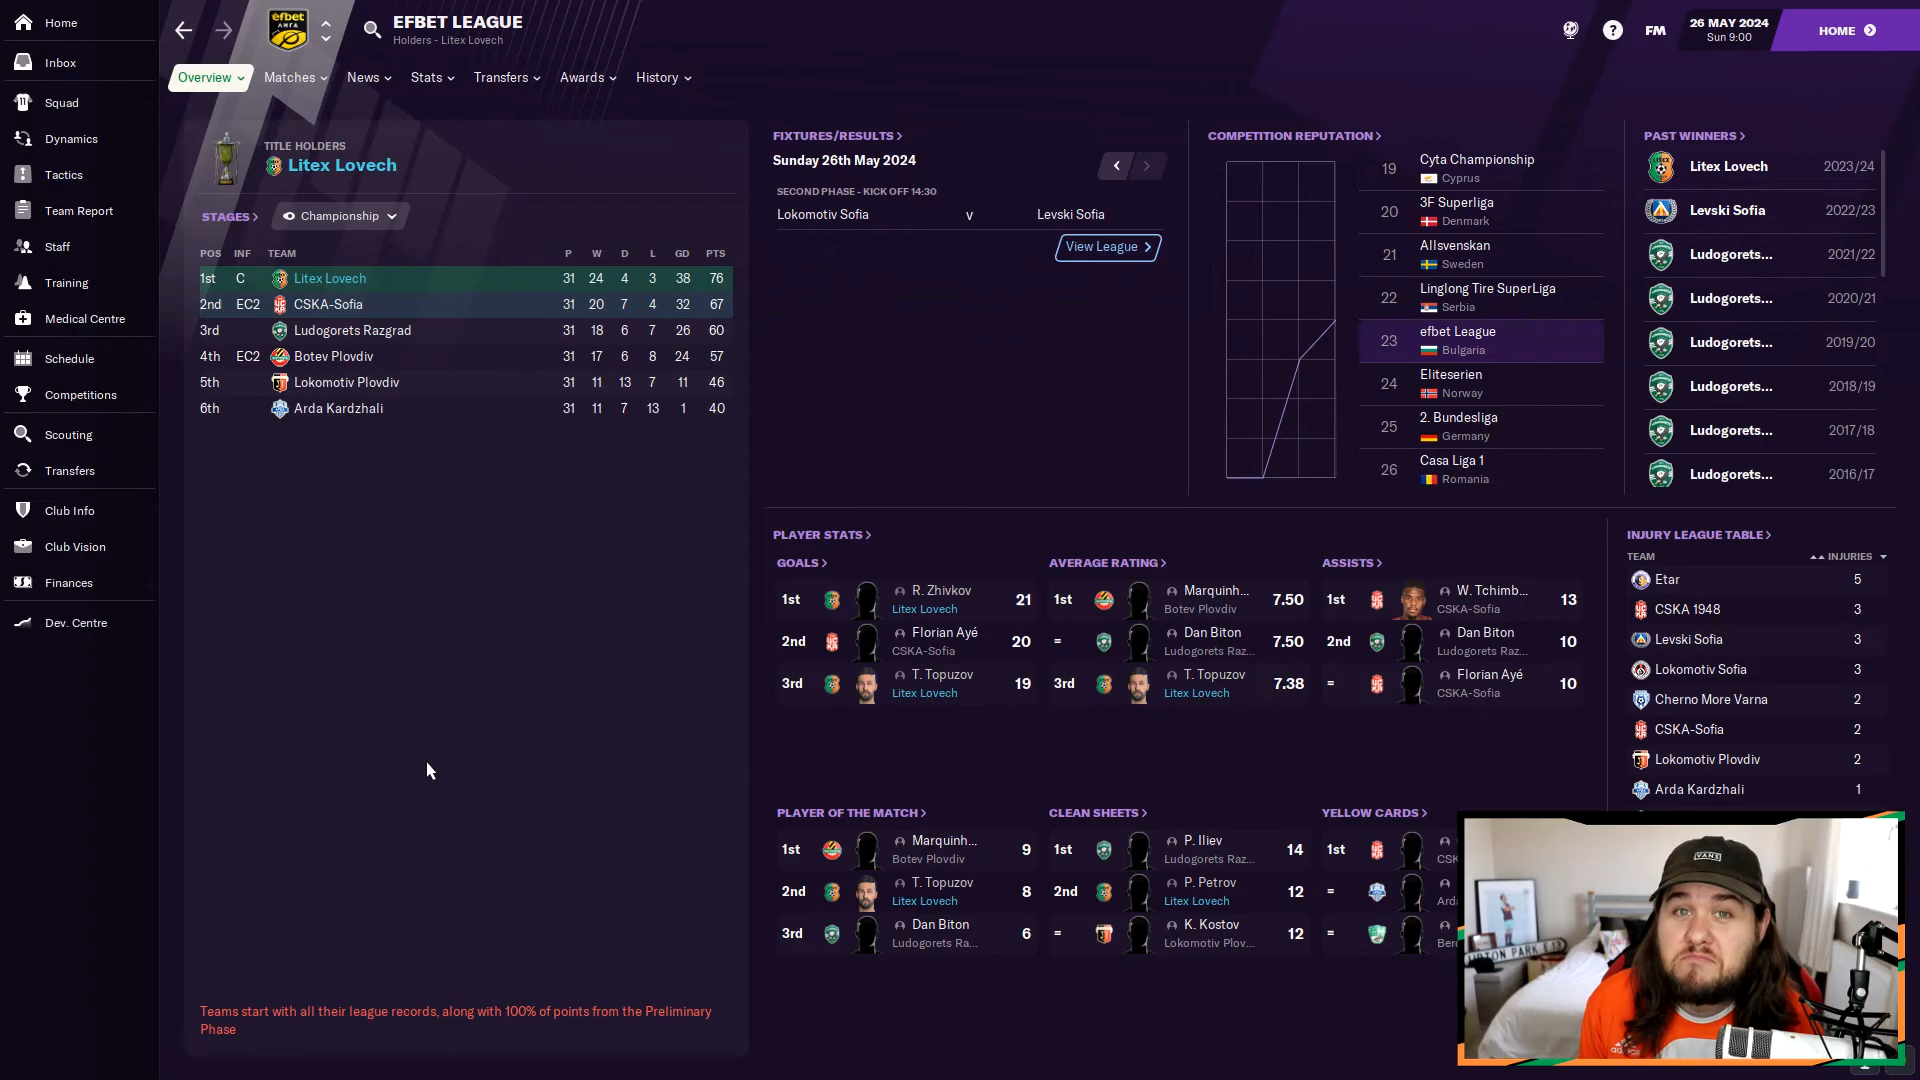 Home
Inbox
Squad
Dynamics
Tactics
Team Report
Staff
Training
Medical Centre
Schedule
Competitions
Scouting
Transfers
Club Info
Club Vision
Finances
Dev. Centre
efbet
ЛИГА
EFBET LEAGUE
Holders - Litex Lovech
FM
26 MAY 2024
Sun 9:00
HOME
Overview
Matches
News
Stats
Transfers
Awards
History
TITLE HOLDERS
Litex Lovech
STAGES
Championship
POS INF TEAM P W D L GD PTS
1st C Litex Lovech 31 24 4 3 38 76
2nd EC2 CSKA-Sofia 31 20 7 4 32 67
3rd Ludogorets Razgrad 31 18 6 7 26 60
4th EC2 Botev Plovdiv 31 17 6 8 24 57
5th Lokomotiv Plovdiv 31 11 13 7 11 46
6th Arda Kardzhali 31 11 7 13 1 40
Teams start with all their league records, along with 100% of points from the Preliminary
Phase
FIXTURES/RESULTS
Sunday 26th May 2024
SECOND PHASE - KICK OFF 14:30
Lokomotiv Sofia v Levski Sofia
View League
COMPETITION REPUTATION
19 Cyta Championship
Cyprus
20 3F Superliga
Denmark
21 Allsvenskan
Sweden
22 Linglong Tire SuperLiga
Serbia
23 efbet League
Bulgaria
24 Eliteserien
Norway
25 2. Bundesliga
Germany
26 Casa Liga 1
Romania
PAST WINNERS
Litex Lovech 2023/24
Levski Sofia 2022/23
Ludogorets... 2021/22
Ludogorets... 2020/21
Ludogorets... 2019/20
Ludogorets... 2018/19
Ludogorets... 2017/18
Ludogorets... 2016/17
PLAYER STATS
GOALS
1st R. Zhivkov 21
Litex Lovech
2nd Florian Ayé 20
CSKA-Sofia
3rd T. Topuzov 19
Litex Lovech
AVERAGE RATING
1st Marquinh... 7.50
Botev Plovdiv
= Dan Biton 7.50
Ludogorets Raz...
3rd T. Topuzov 7.38
Litex Lovech
ASSISTS
1st W. Tchimb... 13
CSKA-Sofia
2nd Dan Biton 10
Ludogorets Raz...
= Florian Ayé 10
CSKA-Sofia
INJURY LEAGUE TABLE
TEAM INJURIES
Etar 5
CSKA 1948 3
Levski Sofia 3
Lokomotiv Sofia 3
Cherno More Varna 2
CSKA-Sofia 2
Lokomotiv Plovdiv 2
Arda Kardzhali 1
PLAYER OF THE MATCH
1st Marquinh... 9
Botev Plovdiv
2nd T. Topuzov 8
Litex Lovech
3rd Dan Biton 6
Ludogorets Ra...
CLEAN SHEETS
1st P. Iliev 14
Ludogorets Raz...
2nd P. Petrov 12
Litex Lovech
= K. Kostov 12
Lokomotiv Plov...
YELLOW CARDS
1st
CSK
=
Arda
=
Bero
VANS